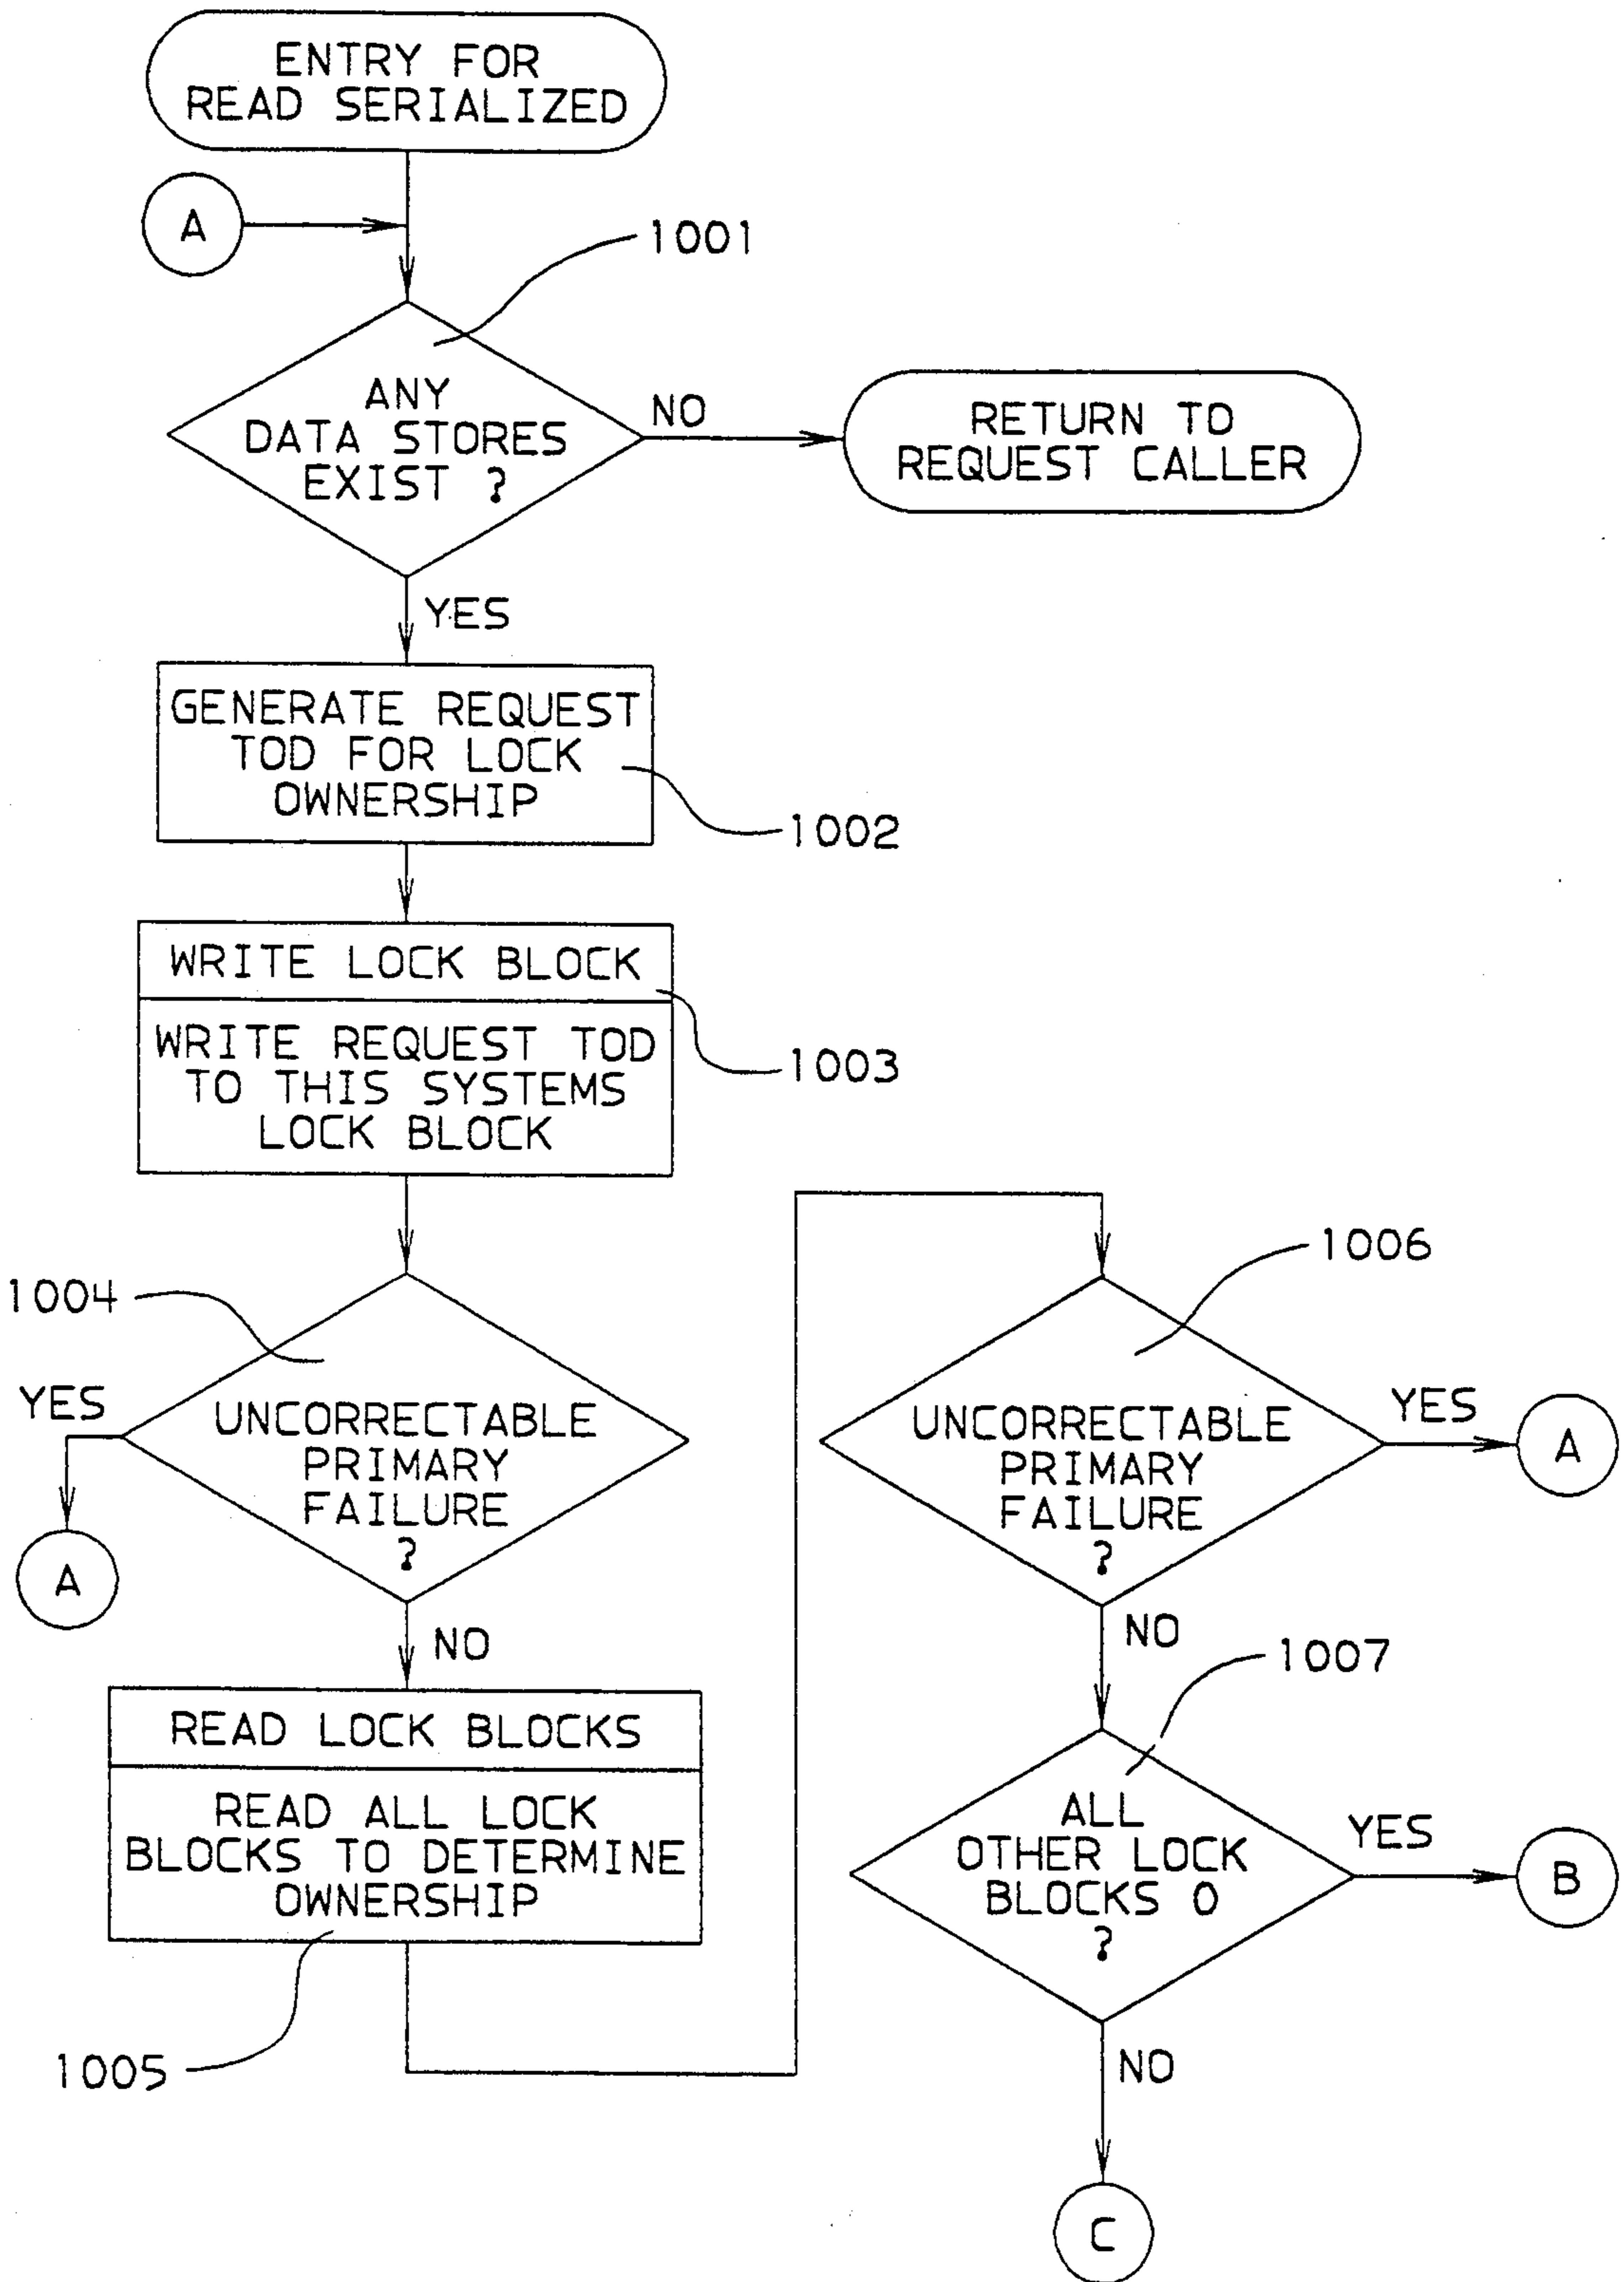 ENTRY FOR
READ SERIALIZED
A
1001
ANY
DATA STORES
EXIST ?
NO
RETURN TO
REQUEST CALLER
YES
GENERATE REQUEST
TOD FOR LOCK
OWNERSHIP
1002
WRITE LOCK BLOCK
WRITE REQUEST TOD
TO THIS SYSTEMS
LOCK BLOCK
1003
1004
UNCORRECTABLE
PRIMARY
FAILURE
?
YES
A
NO
READ LOCK BLOCKS
READ ALL LOCK
BLOCKS TO DETERMINE
OWNERSHIP
1005
1006
UNCORRECTABLE
PRIMARY
FAILURE
?
YES
A
NO
1007
ALL
OTHER LOCK
BLOCKS 0
?
YES
B
NO
C